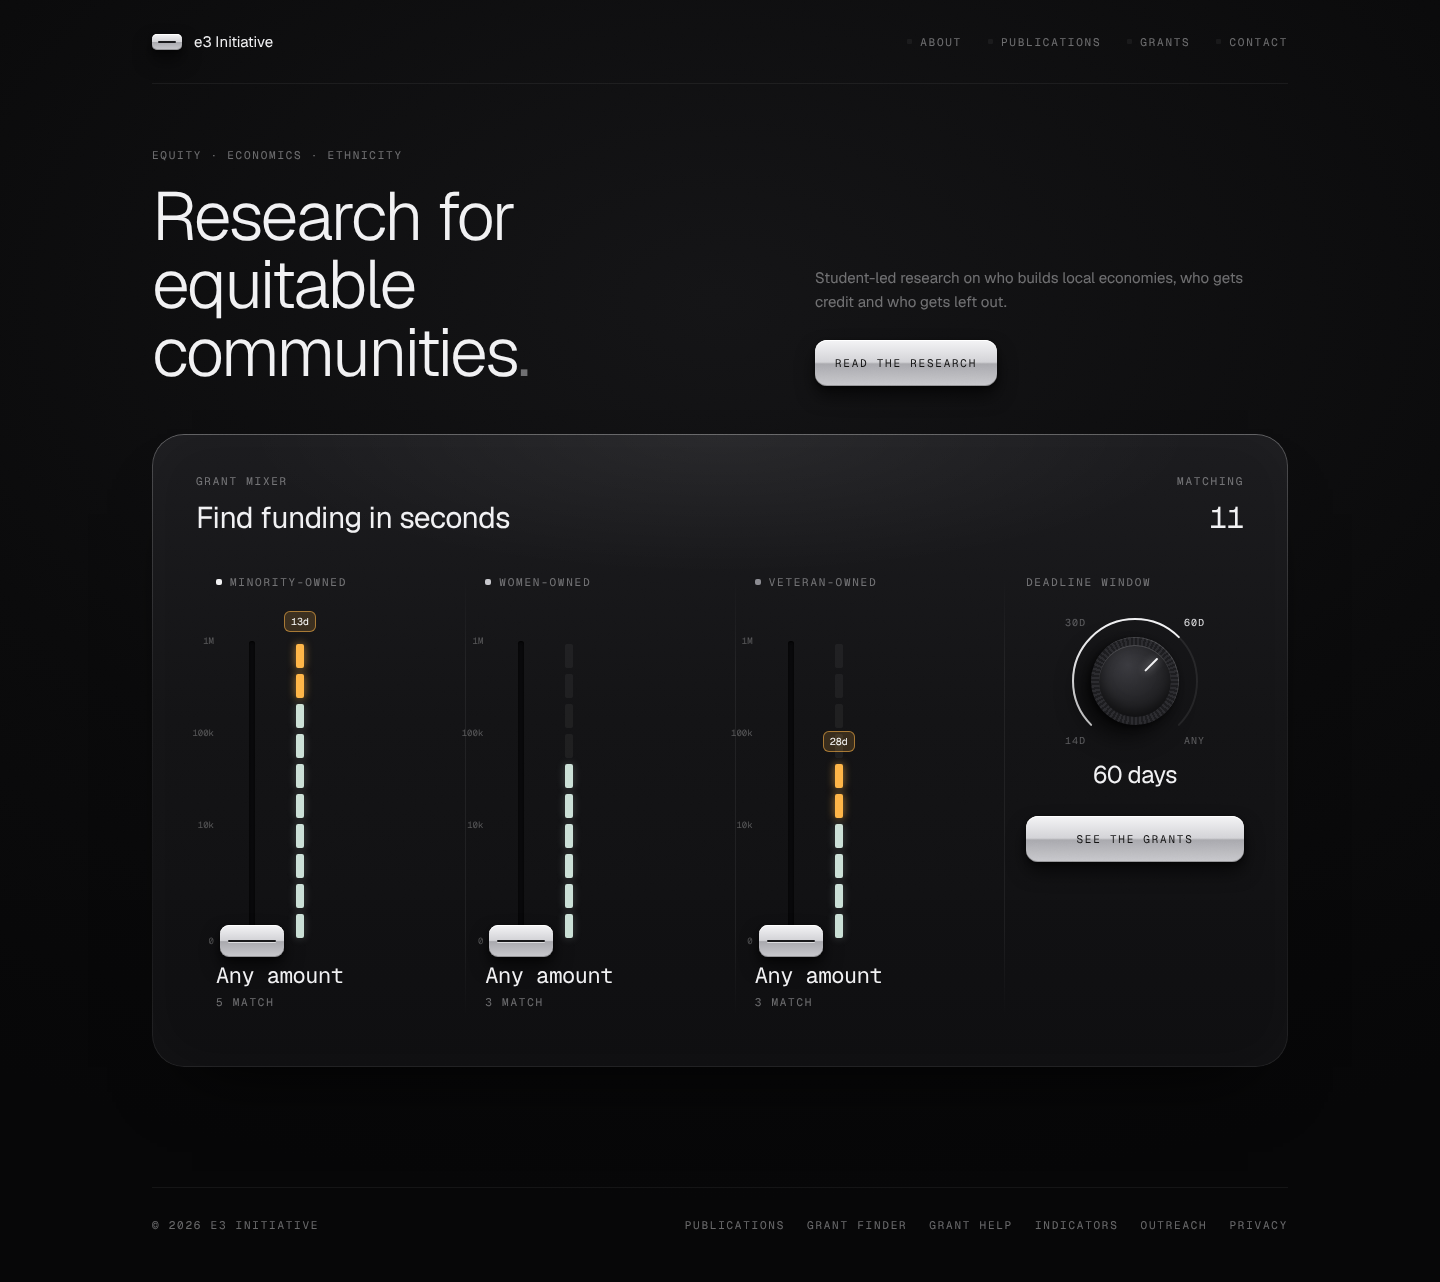 e3 Initiative
ABOUT
PUBLICATIONS
GRANTS
CONTACT
EQUITY · ECONOMICS · ETHNICITY
Research for
equitable
communities.
Student-led research on who builds local economies, who gets
credit and who gets left out.
READ THE RESEARCH
GRANT MIXER
MATCHING
Find funding in seconds
11
MINORITY-OWNED
13d
1M
100k
10k
0
Any amount
5 MATCH
WOMEN-OWNED
1M
100k
10k
0
Any amount
3 MATCH
VETERAN-OWNED
1M
100k
28d
10k
0
Any amount
3 MATCH
DEADLINE WINDOW
30D
60D
14D
ANY
60 days
SEE THE GRANTS
© 2026 E3 INITIATIVE
PUBLICATIONS
GRANT FINDER
GRANT HELP
INDICATORS
OUTREACH
PRIVACY